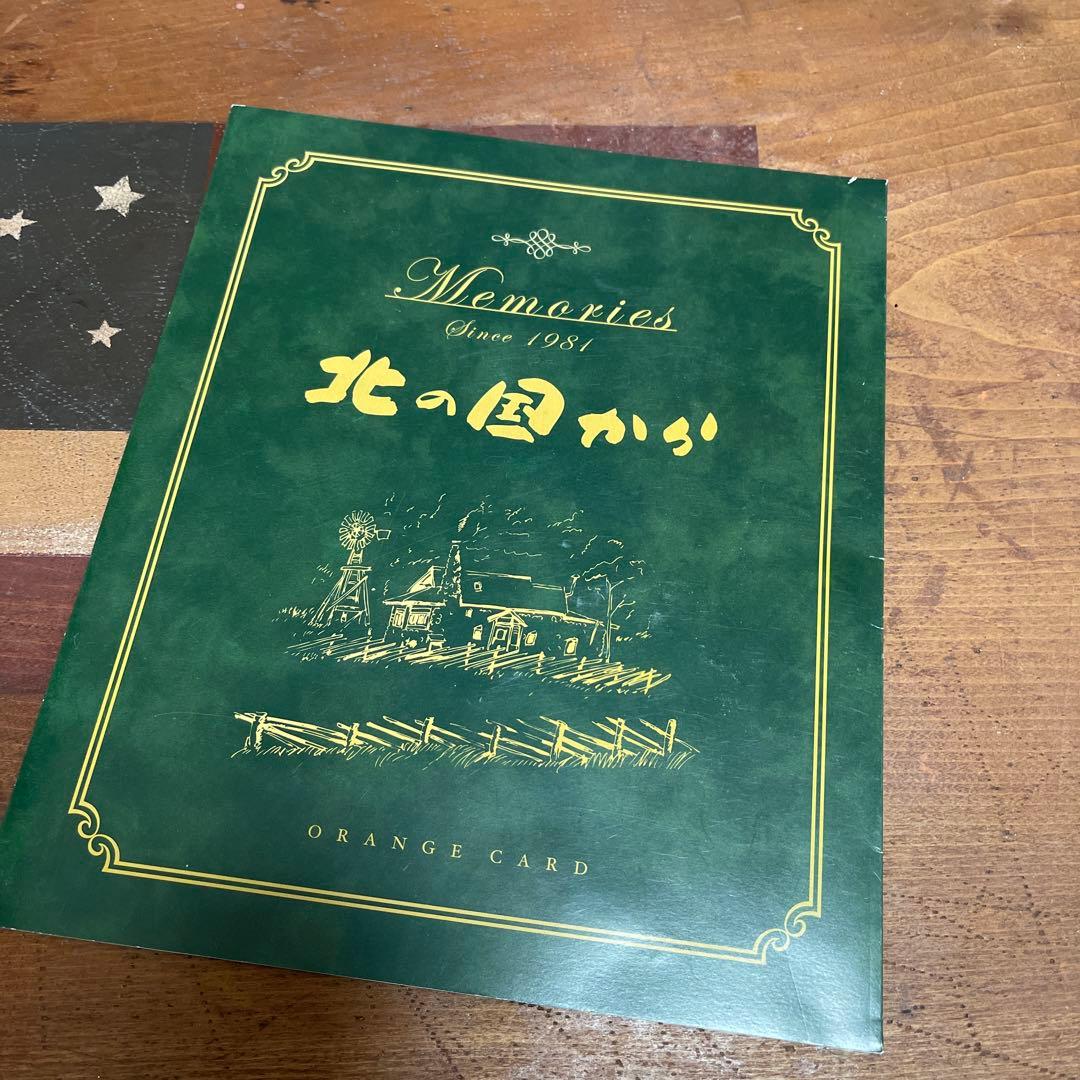 Memories
Since 1981
北の国から
ORANGE CARD